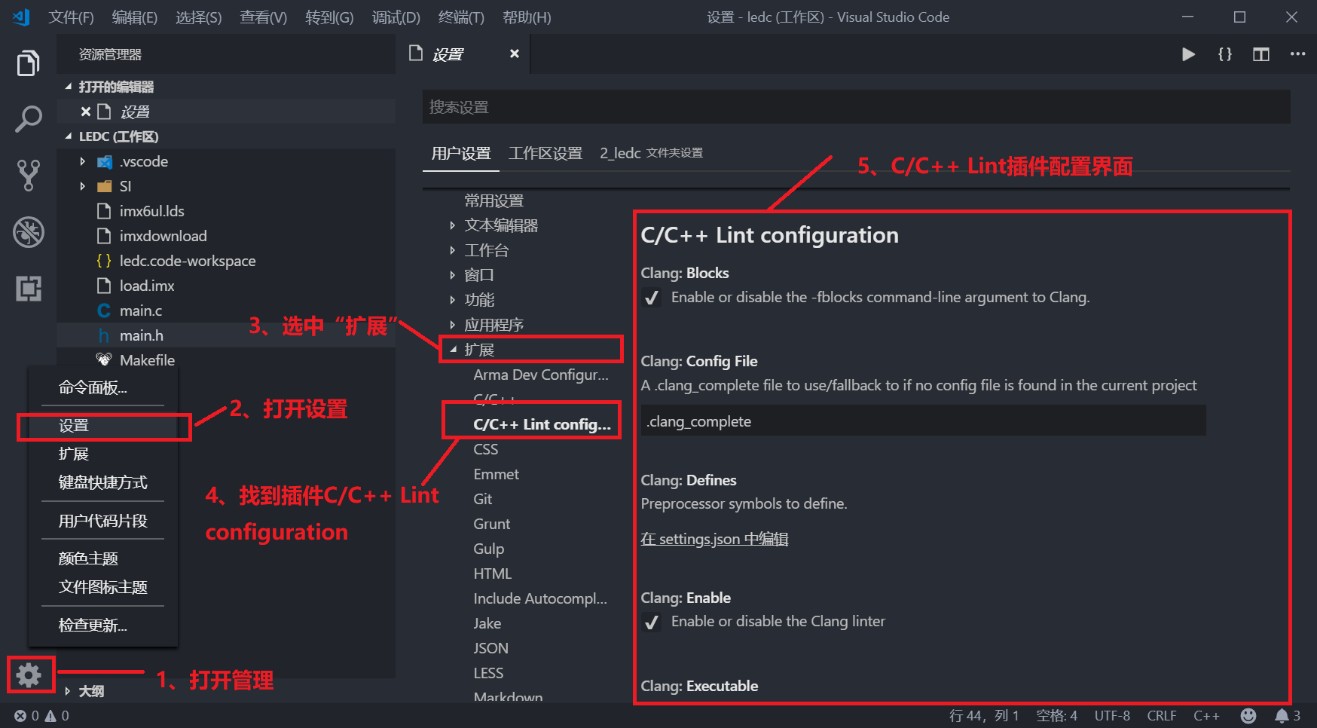 文件(F) 编辑(E) 选择(S) 查看(V) 转到(G) 调试(D) 终端(T) 帮助(H) 设置 - ledc (工作区) - Visual Studio Code
资源管理器
打开的编辑器
设置
LEDC (工作区)
.vscode
SI
imx6ul.lds
imxdownload
ledc.code-workspace
load.imx
main.c
main.h
Makefile
命令面板...
设置
扩展
键盘快捷方式
用户代码片段
颜色主题
文件图标主题
检查更新...
大纲
1、打开管理
2、打开设置
3、选中“扩展”
4、找到插件C/C++ Lint
configuration
5、C/C++ Lint插件配置界面
设置
搜索设置
用户设置 工作区设置 2_ledc 文件夹设置
常用设置
文本编辑器
工作台
窗口
功能
应用程序
扩展
Arma Dev Configur...
C/C++
C/C++ Lint config...
CSS
Emmet
Git
Grunt
Gulp
HTML
Include Autocompl...
Jake
JSON
LESS
Markdown
C/C++ Lint configuration
Clang: Blocks
Enable or disable the -fblocks command-line argument to Clang.
Clang: Config File
A .clang_complete file to use/fallback to if no config file is found in the current project
.clang_complete
Clang: Defines
Preprocessor symbols to define.
在 settings.json 中编辑
Clang: Enable
Enable or disable the Clang linter
Clang: Executable
0 0 行 44，列 1 空格: 4 UTF-8 CRLF C++ 3